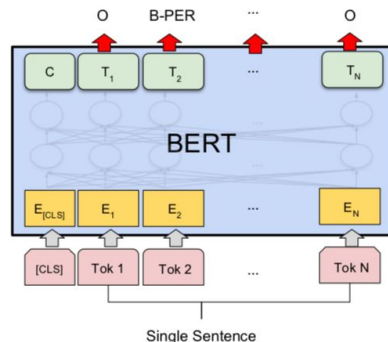 O B-PER ... O
C T1 T2 ... TN
BERT
E[CLS] E1 E2 ... EN
[CLS] Tok 1 Tok 2 ... Tok N
Single Sentence